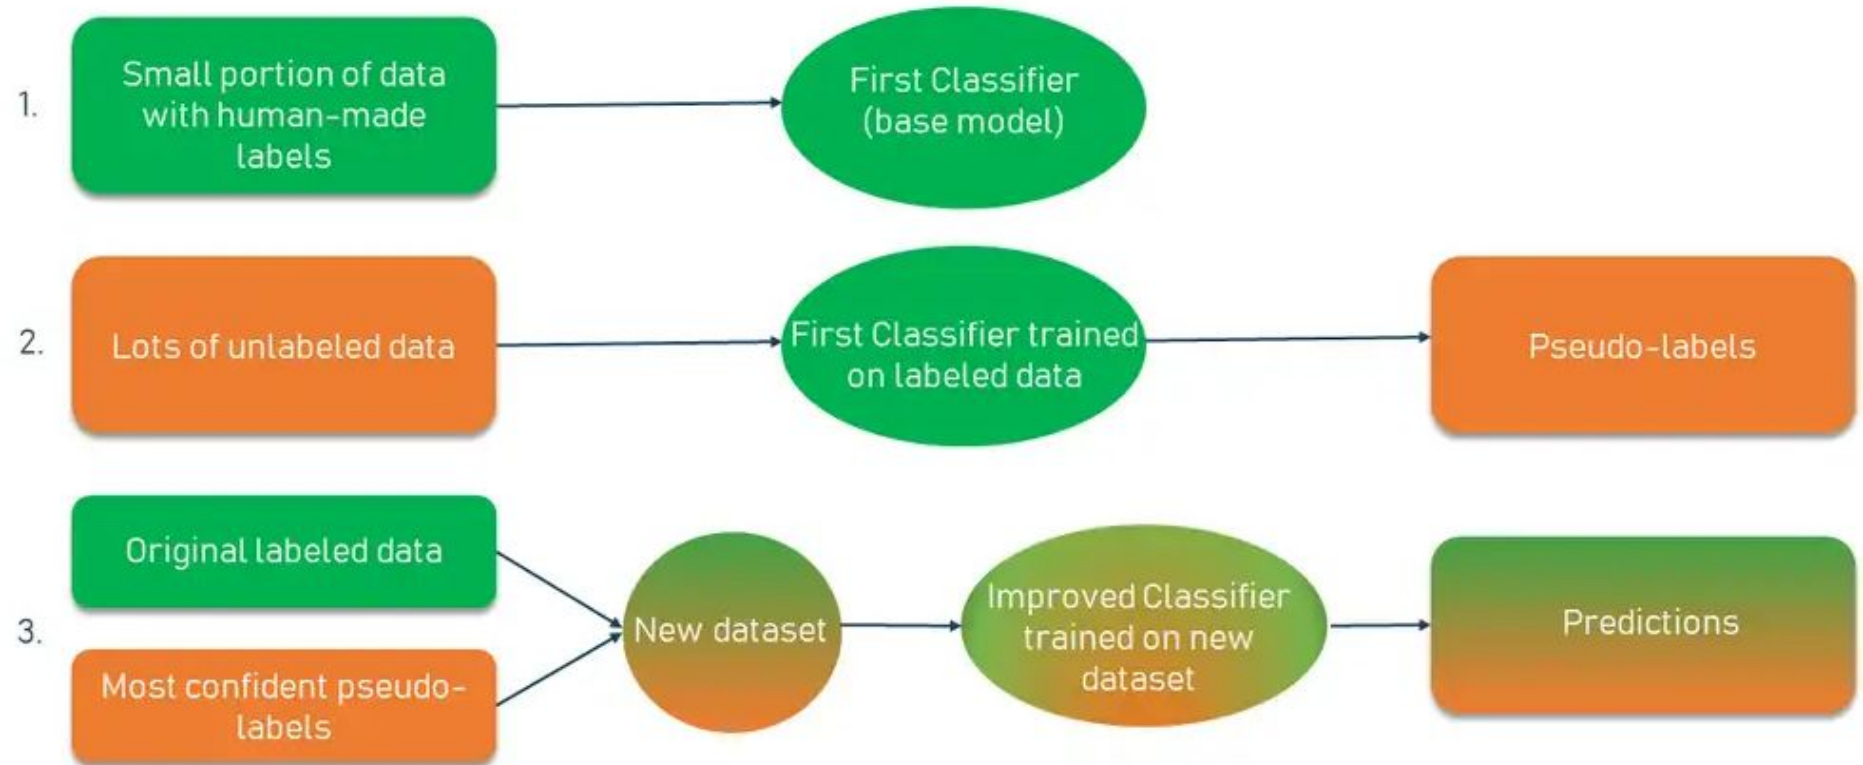 1.
Small portion of data
with human-made
labels
First Classifier
(base model)
2.
Lots of unlabeled data
First Classifier trained
on labeled data
Pseudo-labels
3.
Original labeled data
Most confident pseudo-
labels
New dataset
Improved Classifier
trained on new
dataset
Predictions